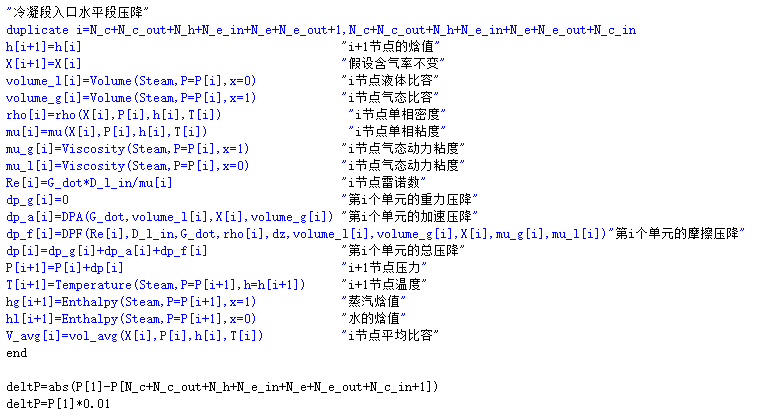 "冷凝段入口水平段压降"
duplicate i=N_c+N_c_out+N_h+N_e_in+N_e+N_e_out+1,N_c+N_c_out+N_h+N_e_in+N_e+N_e_out+N_c_in
h[i+1]=h[i] "i+1节点的焓值"
X[i+1]=X[i] "假设含气率不变"
volume_l[i]=Volume(Steam,P=P[i],x=0) "i节点液体比容"
volume_g[i]=Volume(Steam,P=P[i],x=1) "i节点气态比容"
rho[i]=rho(X[i],P[i],h[i],T[i]) "i节点单相密度"
mu[i]=mu(X[i],P[i],h[i],T[i]) "i节点单相粘度"
mu_g[i]=Viscosity(Steam,P=P[i],x=1) "i节点气态动力粘度"
mu_l[i]=Viscosity(Steam,P=P[i],x=0) "i节点气态动力粘度"
Re[i]=G_dot*D_l_in/mu[i] "i节点雷诺数"
dp_g[i]=0 "第i个单元的重力压降"
dp_a[i]=DPA(G_dot,volume_l[i],X[i],volume_g[i]) "第i个单元的加速压降"
dp_f[i]=DPF(Re[i],D_l_in,G_dot,rho[i],dz,volume_l[i],volume_g[i],X[i],mu_g[i],mu_l[i])"第i个单元的摩擦压降"
dp[i]=dp_g[i]+dp_a[i]+dp_f[i] "第i个单元的总压降"
P[i+1]=P[i]+dp[i] "i+1节点压力"
T[i+1]=Temperature(Steam,P=P[i+1],h=h[i+1]) "i+1节点温度"
hg[i+1]=Enthalpy(Steam,P=P[i+1],x=1) "蒸汽焓值"
hl[i+1]=Enthalpy(Steam,P=P[i+1],x=0) "水的焓值"
V_avg[i]=vol_avg(X[i],P[i],h[i],T[i]) "i节点平均比容"
end
deltP=abs(P[1]-P[N_c+N_c_out+N_h+N_e_in+N_e+N_e_out+N_c_in+1])
deltP=P[1]*0.01